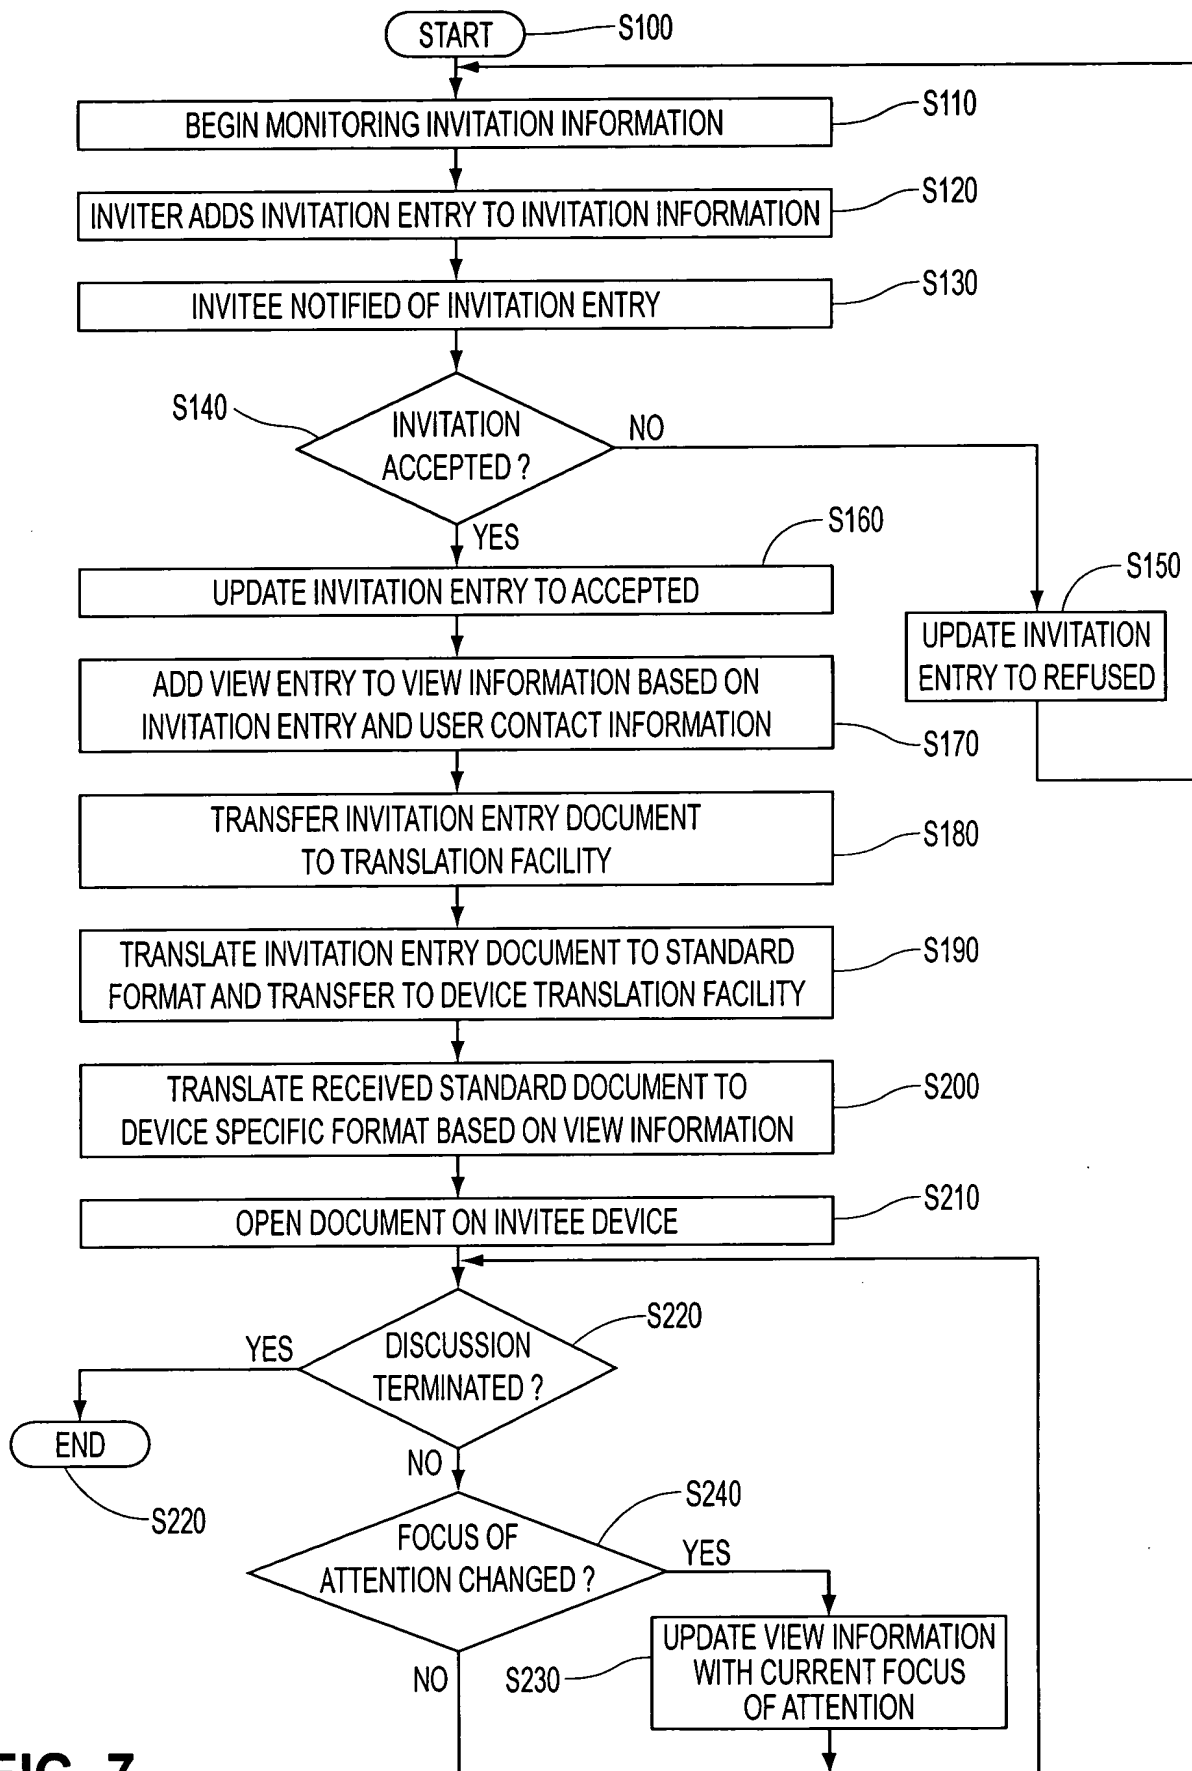 START
S100
BEGIN MONITORING INVITATION INFORMATION
S110
INVITER ADDS INVITATION ENTRY TO INVITATION INFORMATION
S120
INVITEE NOTIFIED OF INVITATION ENTRY
S130
S140
INVITATION
ACCEPTED ?
NO
YES
S160
UPDATE INVITATION ENTRY TO ACCEPTED
S150
UPDATE INVITATION
ENTRY TO REFUSED
ADD VIEW ENTRY TO VIEW INFORMATION BASED ON
INVITATION ENTRY AND USER CONTACT INFORMATION
S170
TRANSFER INVITATION ENTRY DOCUMENT
TO TRANSLATION FACILITY
S180
TRANSLATE INVITATION ENTRY DOCUMENT TO STANDARD
FORMAT AND TRANSFER TO DEVICE TRANSLATION FACILITY
S190
TRANSLATE RECEIVED STANDARD DOCUMENT TO
DEVICE SPECIFIC FORMAT BASED ON VIEW INFORMATION
S200
OPEN DOCUMENT ON INVITEE DEVICE
S210
S220
YES
DISCUSSION
TERMINATED ?
END
NO
S220
S240
FOCUS OF
ATTENTION CHANGED ?
YES
UPDATE VIEW INFORMATION
WITH CURRENT FOCUS
OF ATTENTION
NO
S230